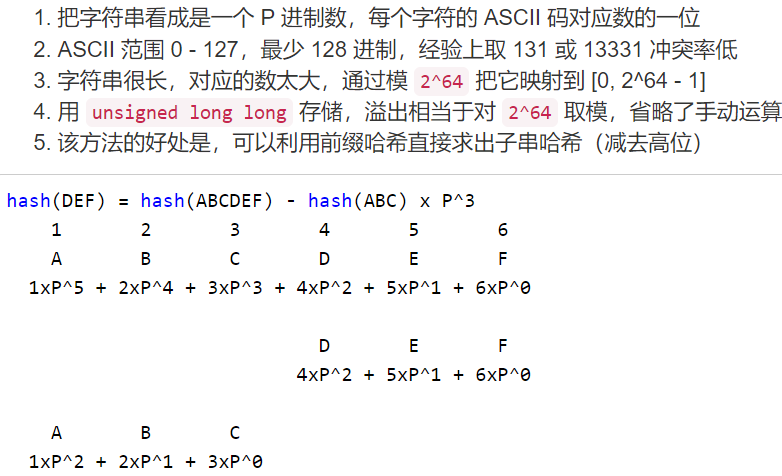 1. 把字符串看成是一个 P 进制数，每个字符的 ASCII 码对应数的一位
2. ASCII 范围 0 - 127，最少 128 进制，经验上取 131 或 13331 冲突率低
3. 字符串很长，对应的数太大，通过模 2^64 把它映射到 [0, 2^64 - 1]
4. 用 unsigned long long 存储，溢出相当于对 2^64 取模，省略了手动运算
5. 该方法的好处是，可以利用前缀哈希直接求出子串哈希（减去高位）
hash(DEF) = hash(ABCDEF) - hash(ABC) x P^3
1 2 3 4 5 6
A B C D E F
1xP^5 + 2xP^4 + 3xP^3 + 4xP^2 + 5xP^1 + 6xP^0
D E F
4xP^2 + 5xP^1 + 6xP^0
A B C
1xP^2 + 2xP^1 + 3xP^0